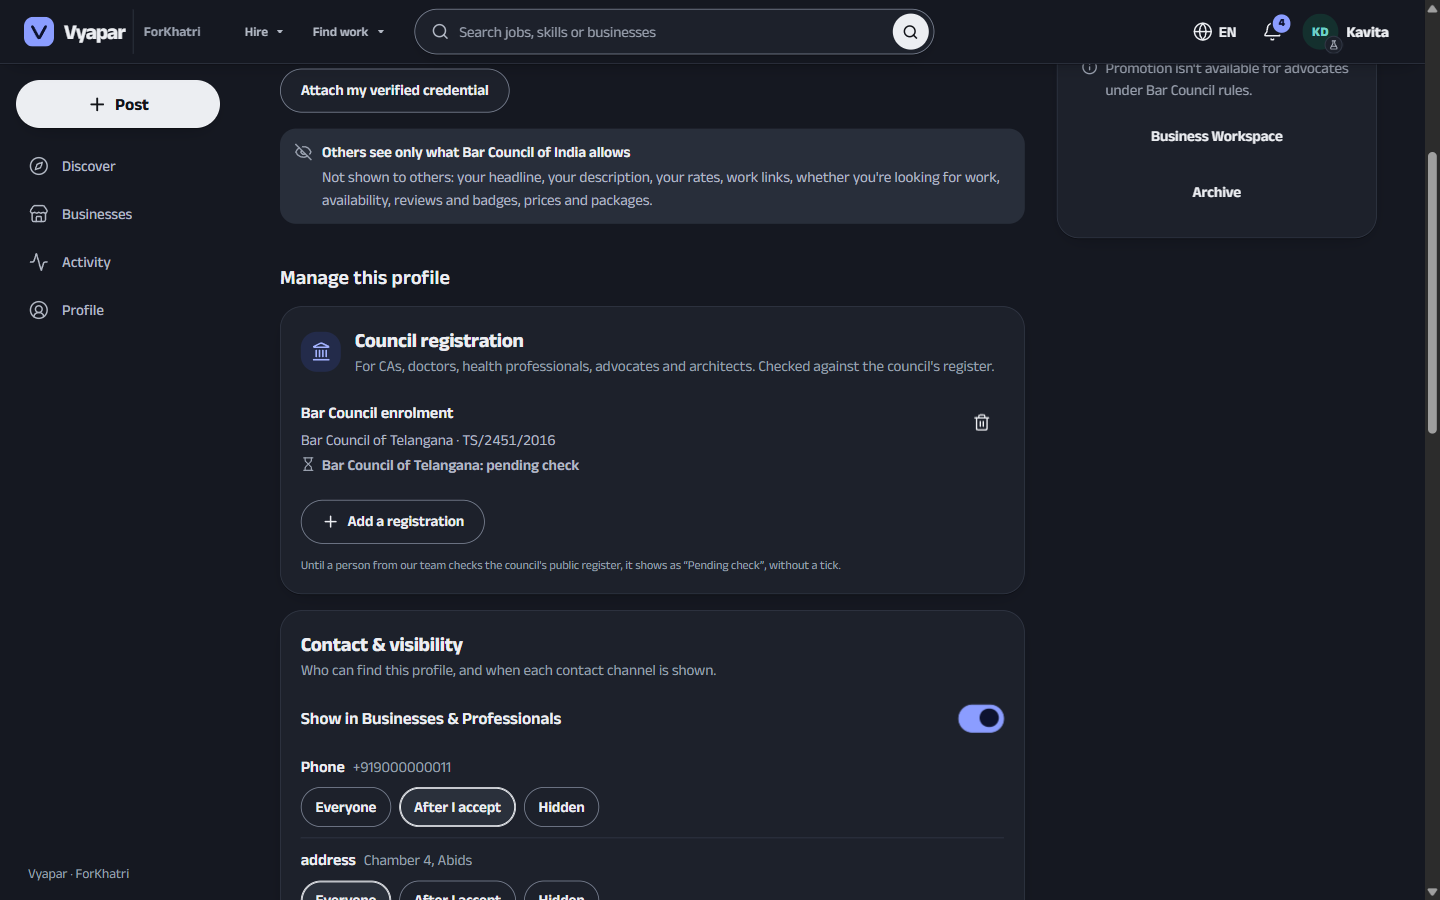 Vyapar
ForKhatri
Hire
Find work
Search jobs, skills or businesses
EN
4
KD
Kavita
Post
Discover
Businesses
Activity
Profile
Vyapar · ForKhatri
Attach my verified credential
Others see only what Bar Council of India allows
Not shown to others: your headline, your description, your rates, work links, whether you're looking for work,
availability, reviews and badges, prices and packages.
Manage this profile
Council registration
For CAs, doctors, health professionals, advocates and architects. Checked against the council's register.
Bar Council enrolment
Bar Council of Telangana · TS/2451/2016
Bar Council of Telangana: pending check
Add a registration
Until a person from our team checks the council's public register, it shows as “Pending check”, without a tick.
Contact & visibility
Who can find this profile, and when each contact channel is shown.
Show in Businesses & Professionals
Phone +919000000011
Everyone
After I accept
Hidden
address Chamber 4, Abids
Everyone
After I accept
Hidden
Promotion isn't available for advocates
under Bar Council rules.
Business Workspace
Archive